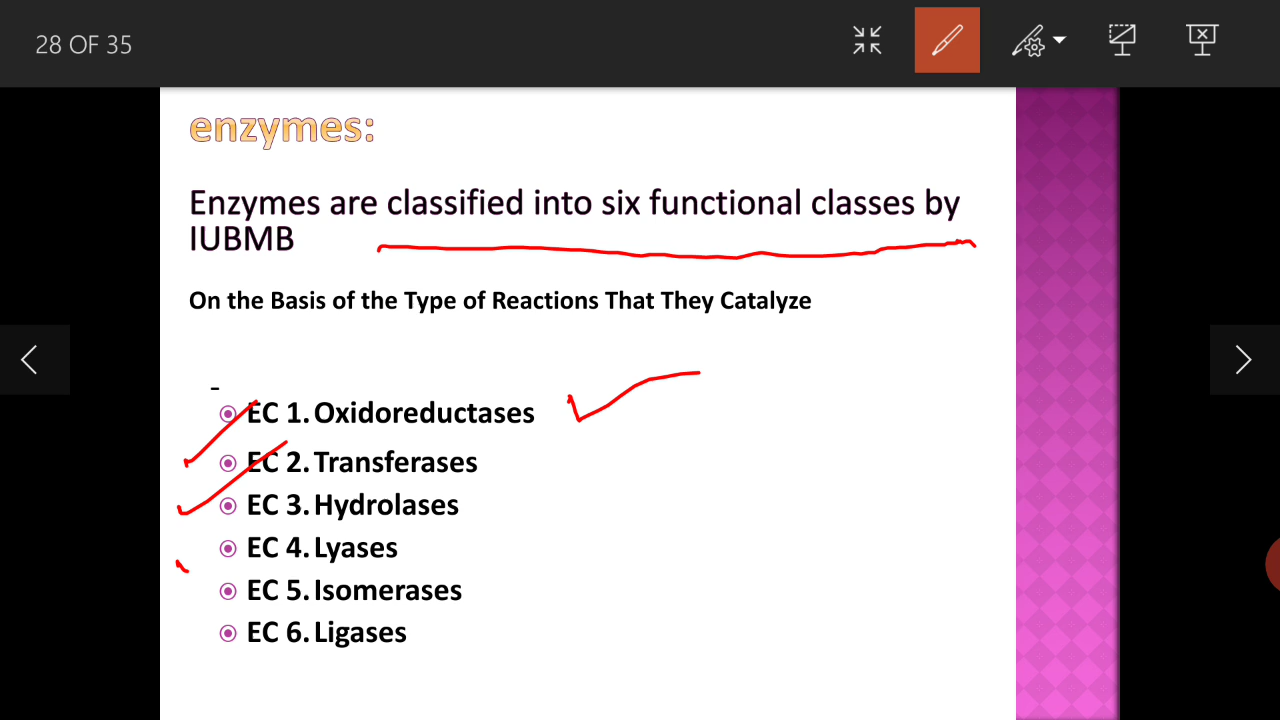 28 OF 35
enzymes:
Enzymes are classified into six functional classes by
IUBMB
On the Basis of the Type of Reactions That They Catalyze
-
EC 1. Oxidoreductases
EC 2. Transferases
EC 3. Hydrolases
EC 4. Lyases
EC 5. Isomerases
EC 6. Ligases